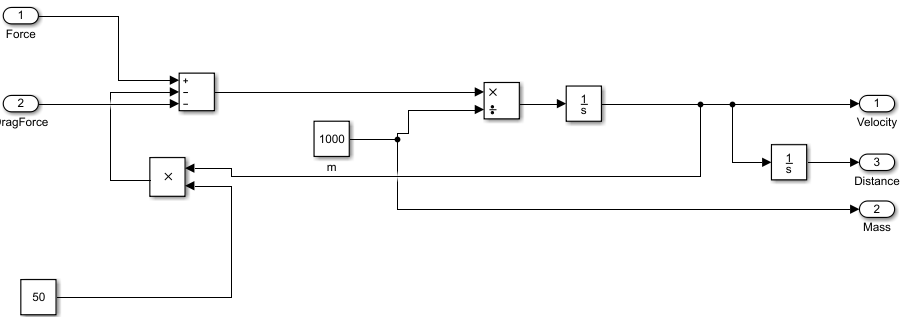 1
Force
+
−
−
2
DragForce
×
÷
1
s
1
Velocity
1000
m
×
1
s
3
Distance
2
Mass
50